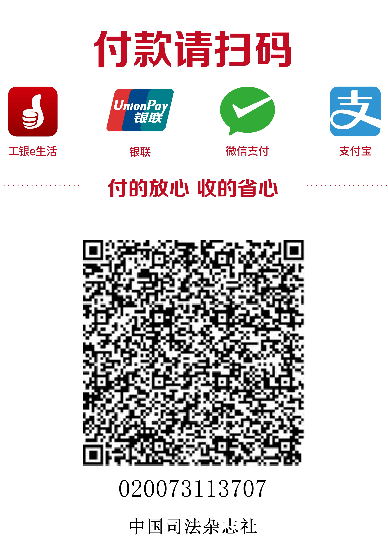 付款请扫码
UnionPay
银联
支
工银e生活
银联
微信支付
支付宝
付的放心 收的省心
020073113707
中国司法杂志社